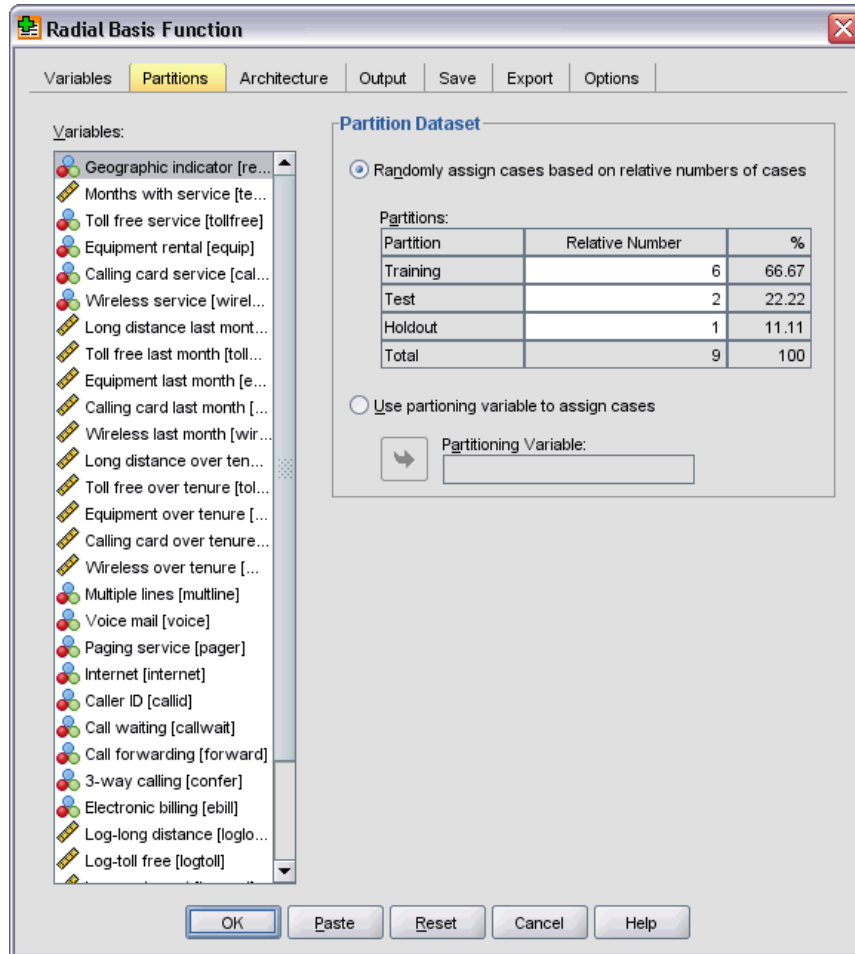 Radial Basis Function
Variables Partitions Architecture Output Save Export Options
Variables:
Geographic indicator [re...
Months with service [te...
Toll free service [tollfree]
Equipment rental [equip]
Calling card service [cal...
Wireless service [wirel...
Long distance last mont...
Toll free last month [toll...
Equipment last month [e...
Calling card last month [...
Wireless last month [wir...
Long distance over ten...
Toll free over tenure [tol...
Equipment over tenure [...
Calling card over tenure...
Wireless over tenure [...
Multiple lines [multline]
Voice mail [voice]
Paging service [pager]
Internet [internet]
Caller ID [callid]
Call waiting [callwait]
Call forwarding [forward]
3-way calling [confer]
Electronic billing [ebill]
Log-long distance [loglo...
Log-toll free [logtoll]
Partition Dataset
Randomly assign cases based on relative numbers of cases
Partitions:
Partition Relative Number %
Training 6 66.67
Test 2 22.22
Holdout 1 11.11
Total 9 100
Use partioning variable to assign cases
Partitioning Variable:
OK Paste Reset Cancel Help